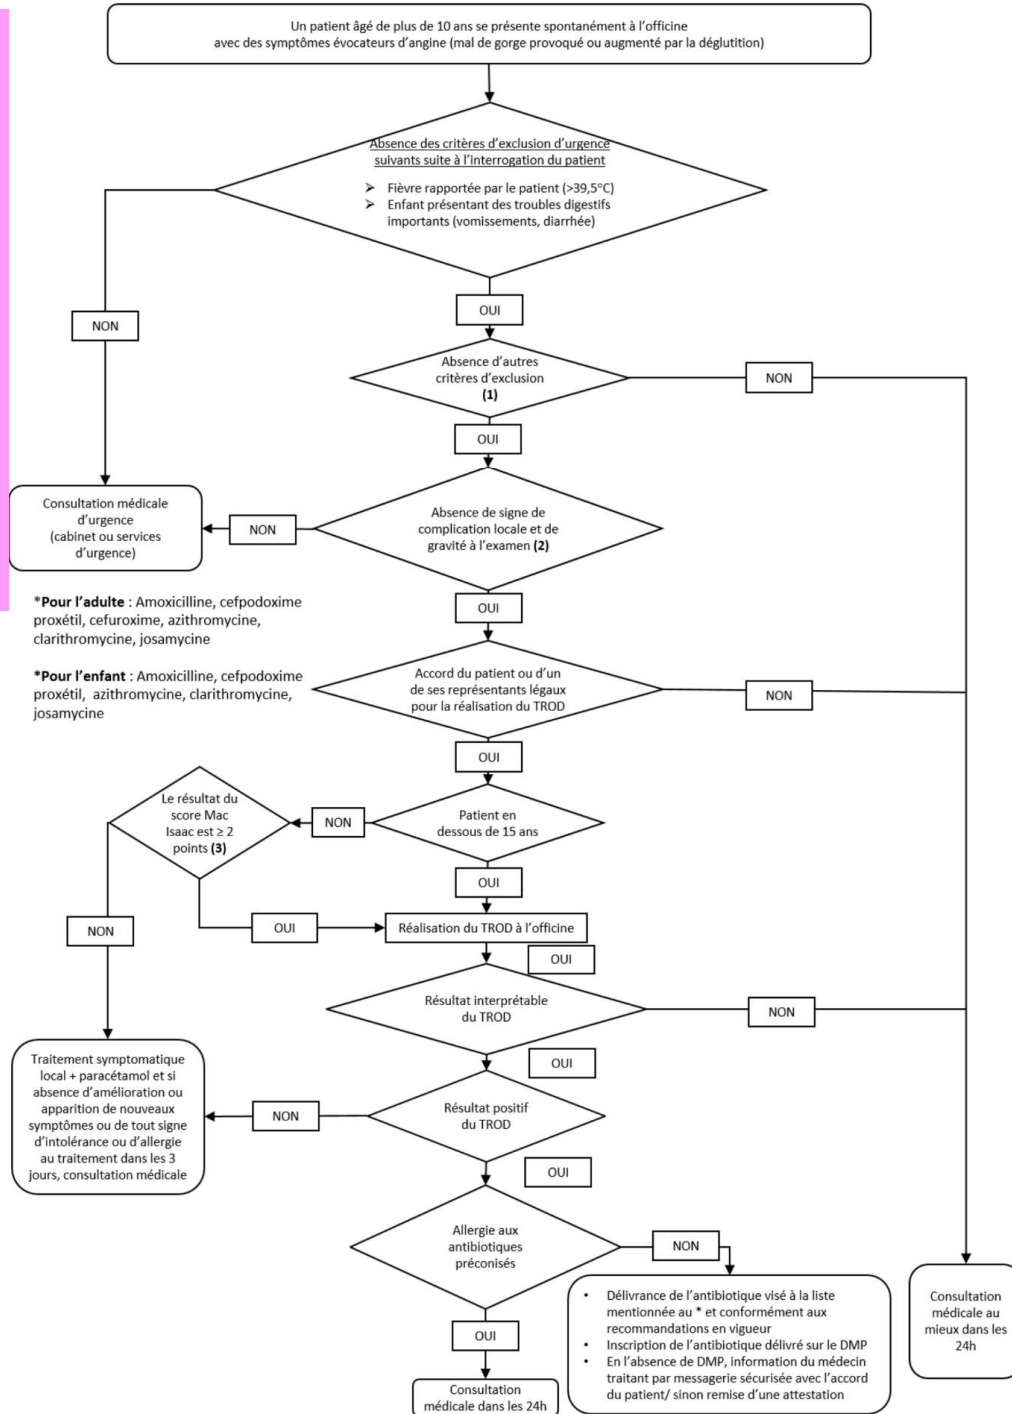 Un patient âgé de plus de 10 ans se présente spontanément à l'officine
avec des symptômes évocateurs d'angine (mal de gorge provoqué ou augmenté par la déglutition)
Absence des critères d'exclusion d'urgence
suivants suite à l'interrogation du patient
➢ Fièvre rapportée par le patient (>39,5°C)
➢ Enfant présentant des troubles digestifs
importants (vomissements, diarrhée)
NON
OUI
Absence d'autres
critères d'exclusion
(1)
NON
OUI
Absence de signe de
complication locale et de
gravité à l'examen (2)
NON
Consultation médicale
d'urgence
(cabinet ou services
d'urgence)
OUI
*Pour l'adulte : Amoxicilline, cefpodoxime
proxétil, cefuroxime, azithromycine,
clarithromycine, josamycine
*Pour l'enfant : Amoxicilline, cefpodoxime
proxétil, azithromycine, clarithromycine,
josamycine
Accord du patient ou d'un
de ses représentants légaux
pour la réalisation du TROD
NON
OUI
Patient en
dessous de 15 ans
NON
Le résultat du
score Mac
Isaac est ≥ 2
points (3)
OUI
NON
OUI
Réalisation du TROD à l'officine
OUI
Résultat interprétable
du TROD
NON
OUI
Résultat positif
du TROD
NON
Traitement symptomatique
local + paracétamol et si
absence d'amélioration ou
apparition de nouveaux
symptômes ou de tout signe
d'intolérance ou d'allergie
au traitement dans les 3
jours, consultation médicale
OUI
Allergie aux
antibiotiques
préconisés
NON
• Délivrance de l'antibiotique visé à la liste
mentionnée au * et conformément aux
recommandations en vigueur
• Inscription de l'antibiotique délivré sur le DMP
• En l'absence de DMP, information du médecin
traitant par messagerie sécurisée avec l'accord
du patient/ sinon remise d'une attestation
Consultation
médicale au
mieux dans les
24h
OUI
Consultation
médicale dans les 24h